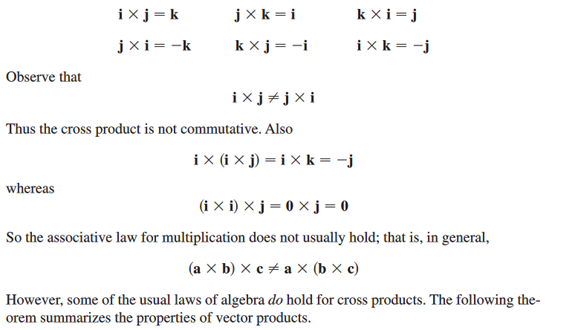 i × j = k j × k = i k × i = j
j × i = −k k × j = −i i × k = −j
Observe that
i × j ≠ j × i
Thus the cross product is not commutative. Also
i × (i × j) = i × k = −j
whereas
(i × i) × j = 0 × j = 0
So the associative law for multiplication does not usually hold; that is, in general,
(a × b) × c ≠ a × (b × c)
However, some of the usual laws of algebra do hold for cross products. The following the-
orem summarizes the properties of vector products.